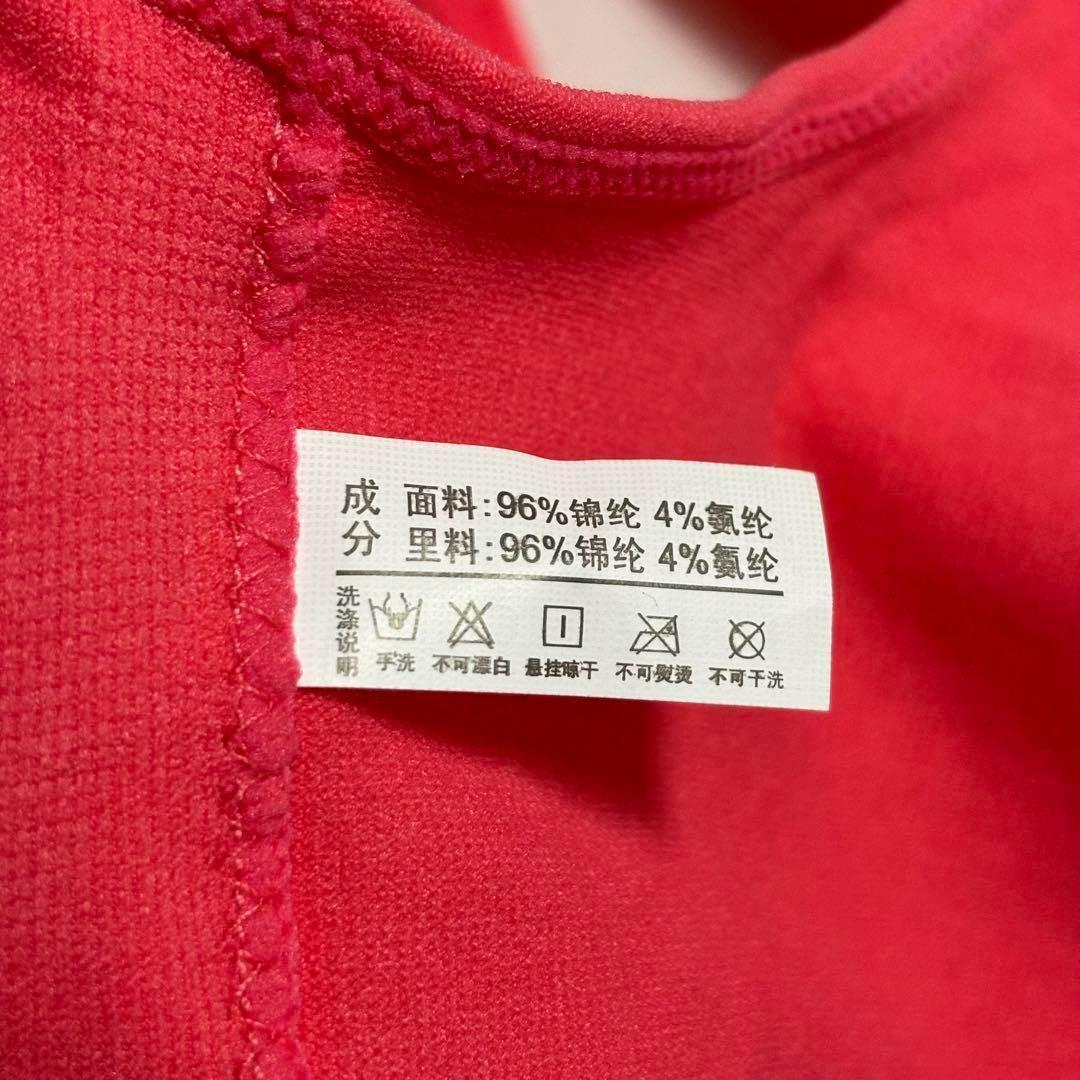 成分
面料:96%锦纶 4%氨纶
里料:96%锦纶 4%氨纶
洗涤说明
手洗 不可漂白 悬挂晾干 不可熨烫 不可干洗